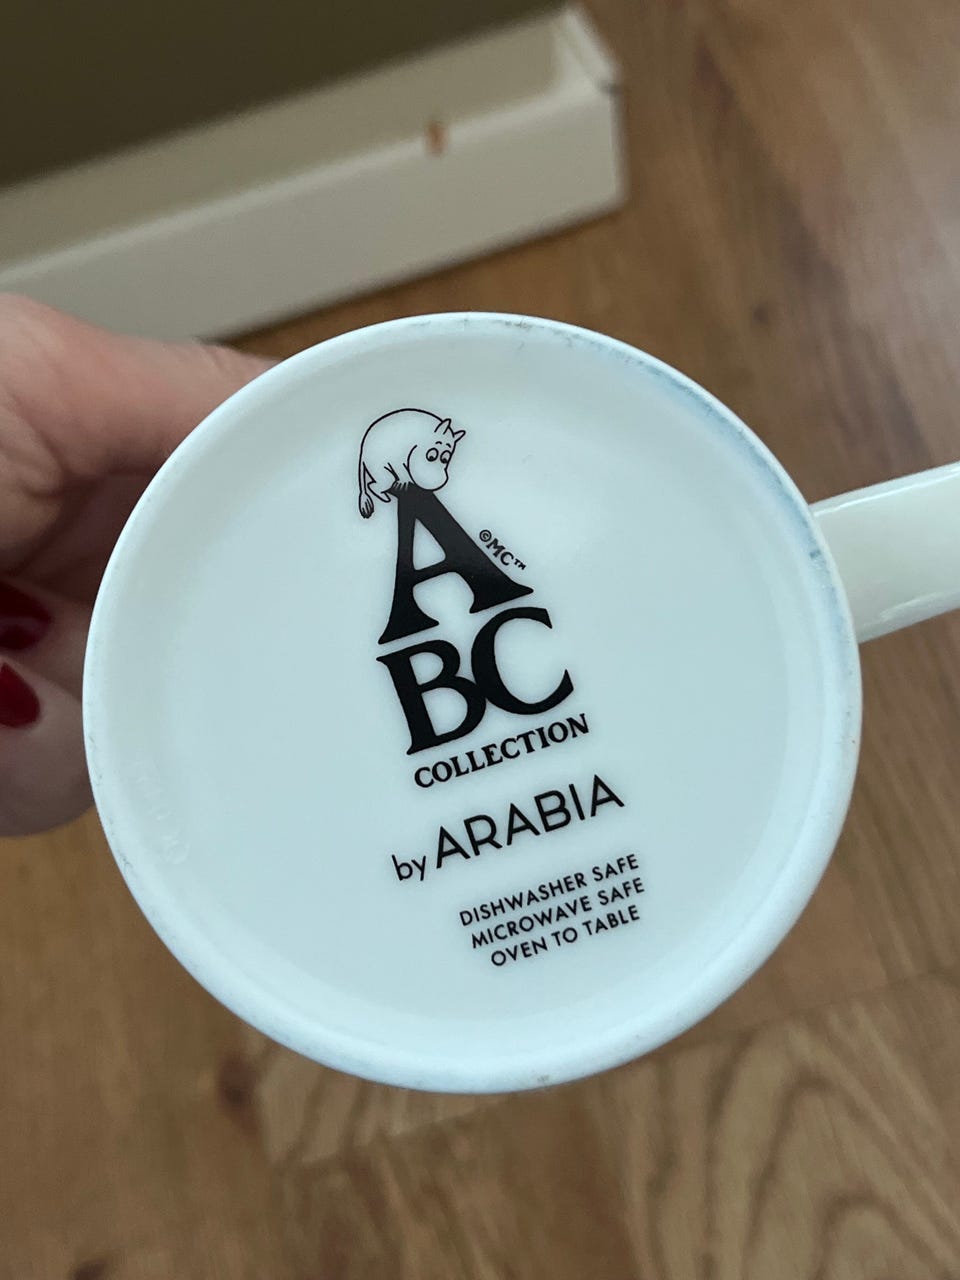 A
©MC™
BC
COLLECTION
by ARABIA
DISHWASHER SAFE
MICROWAVE SAFE
OVEN TO TABLE